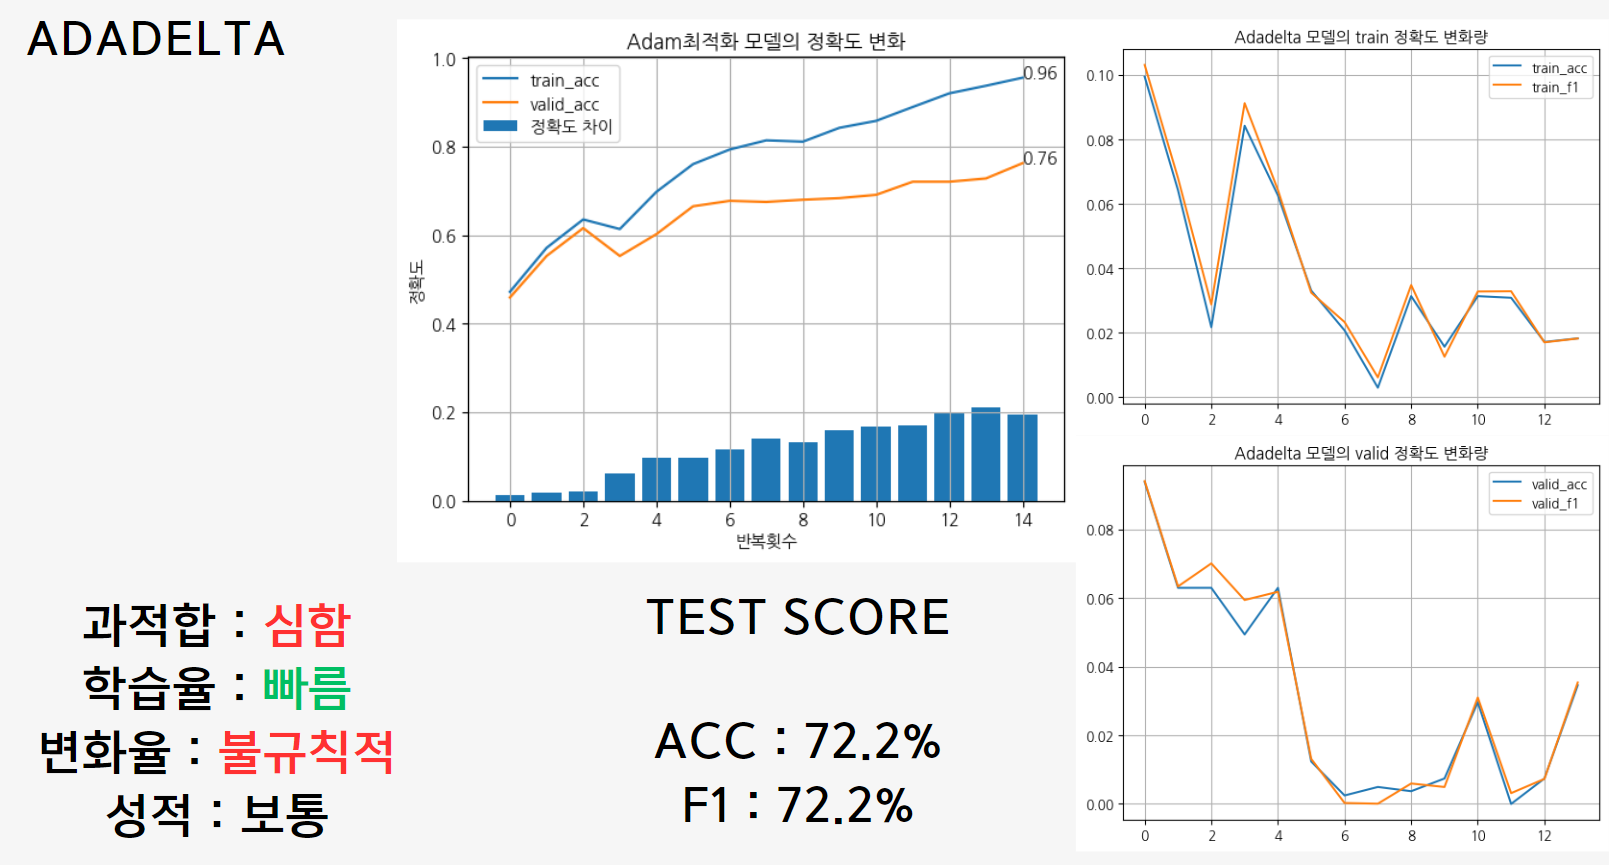 ADADELTA
Adam최적화 모델의 정확도 변화
train_acc
valid_acc
정확도 차이
0.96
0.76
1.0
0.8
0.6
0.4
0.2
0.0
정확도
0 2 4 6 8 10 12 14
반복횟수
Adadelta 모델의 train 정확도 변화량
train_acc
train_f1
0.10
0.08
0.06
0.04
0.02
0.00
0 2 4 6 8 10 12
Adadelta 모델의 valid 정확도 변화량
valid_acc
valid_f1
0.08
0.06
0.04
0.02
0.00
0 2 4 6 8 10 12
과적합 : 심함
학습율 : 빠름
변화율 : 불규칙적
성적 : 보통
TEST SCORE
ACC : 72.2%
F1 : 72.2%